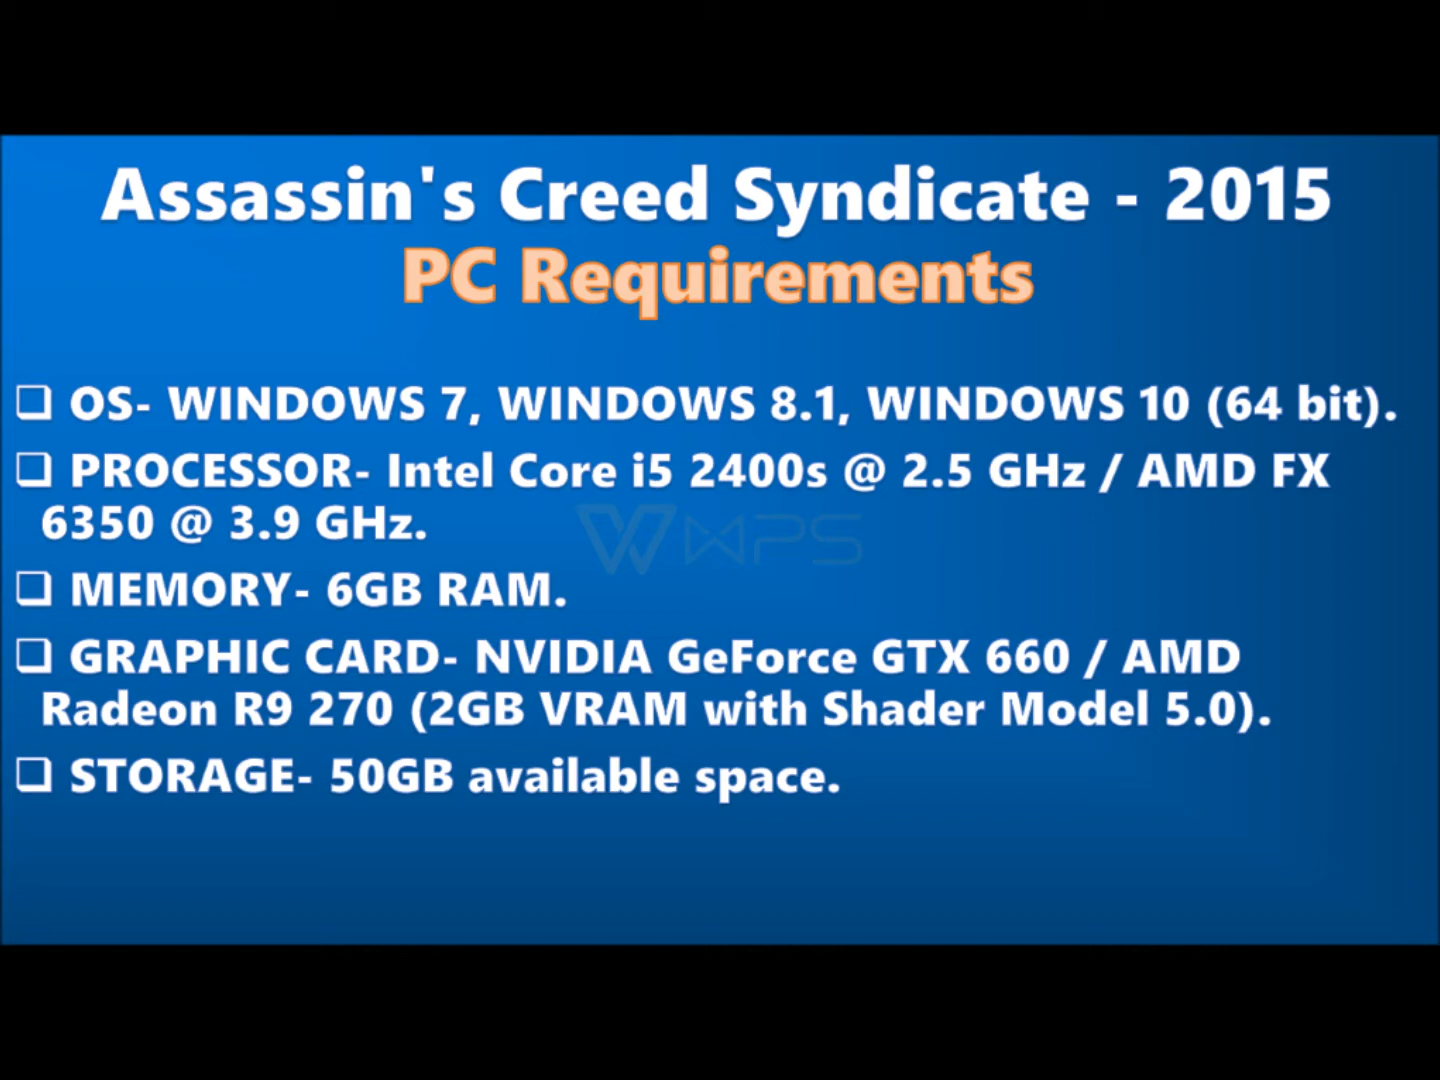 Assassin's Creed Syndicate - 2015
PC Requirements
❑ OS- WINDOWS 7, WINDOWS 8.1, WINDOWS 10 (64 bit).
❑ PROCESSOR- Intel Core i5 2400s @ 2.5 GHz / AMD FX
6350 @ 3.9 GHz.
WPS
❑ MEMORY- 6GB RAM.
❑ GRAPHIC CARD- NVIDIA GeForce GTX 660 / AMD
Radeon R9 270 (2GB VRAM with Shader Model 5.0).
❑ STORAGE- 50GB available space.